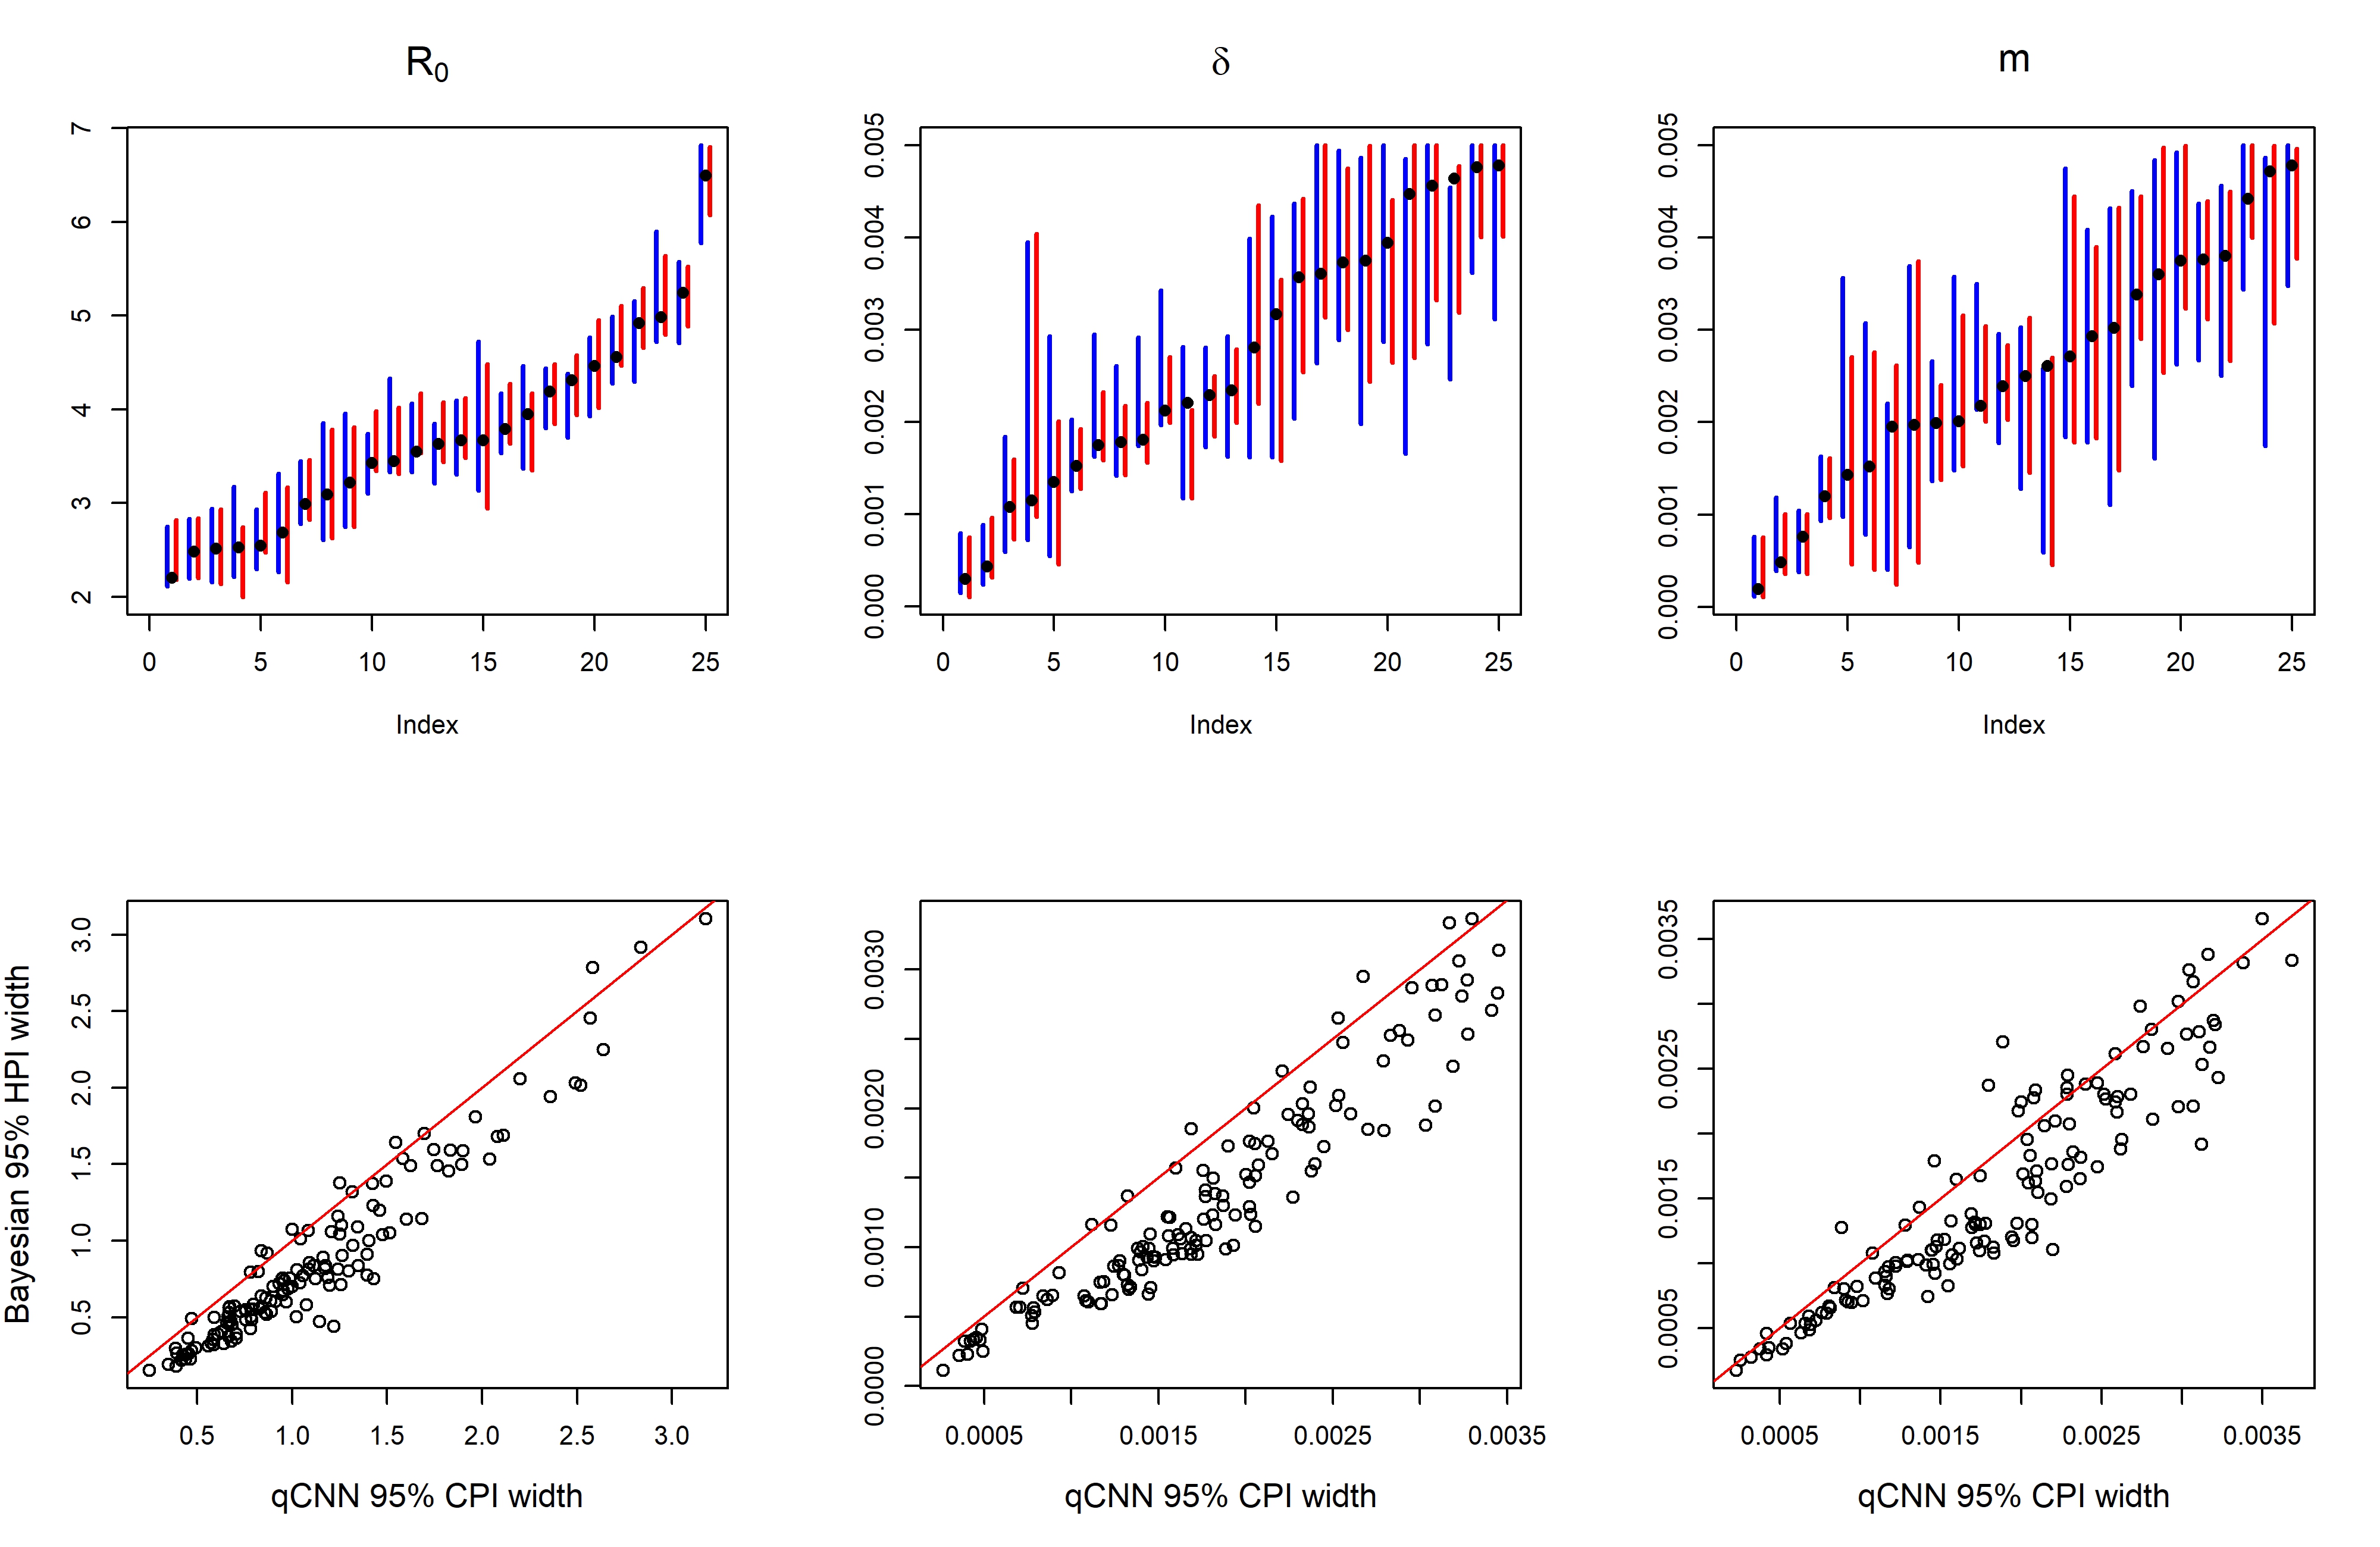 R₀
δ
m
7
6
5
4
3
2
0 5 10 15 20 25
Index
0.005
0.004
0.003
0.002
0.001
0.000
0 5 10 15 20 25
Index
0.005
0.004
0.003
0.002
0.001
0.000
0 5 10 15 20 25
Index
Bayesian 95% HPI width
3.0
2.5
2.0
1.5
1.0
0.5
0.5 1.0 1.5 2.0 2.5 3.0
qCNN 95% CPI width
0.0030
0.0020
0.0010
0.0000
0.0005 0.0015 0.0025 0.0035
qCNN 95% CPI width
0.0035
0.0025
0.0015
0.0005
0.0005 0.0015 0.0025 0.0035
qCNN 95% CPI width